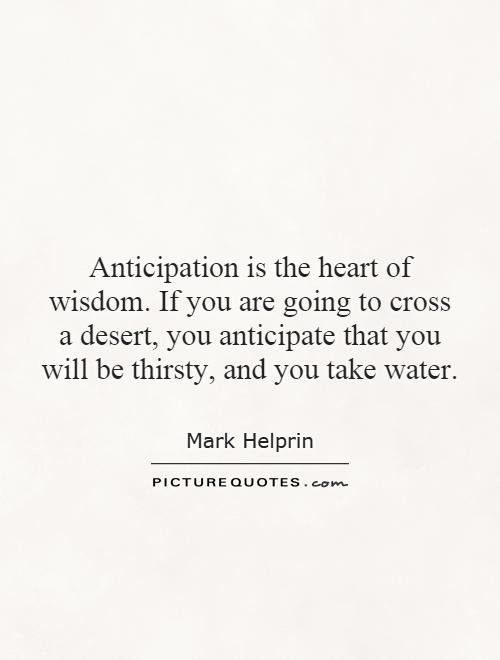 Anticipation is the heart of
wisdom. If you are going to cross
a desert, you anticipate that you
will be thirsty, and you take water.
Mark Helprin
PICTUREQUOTES.com